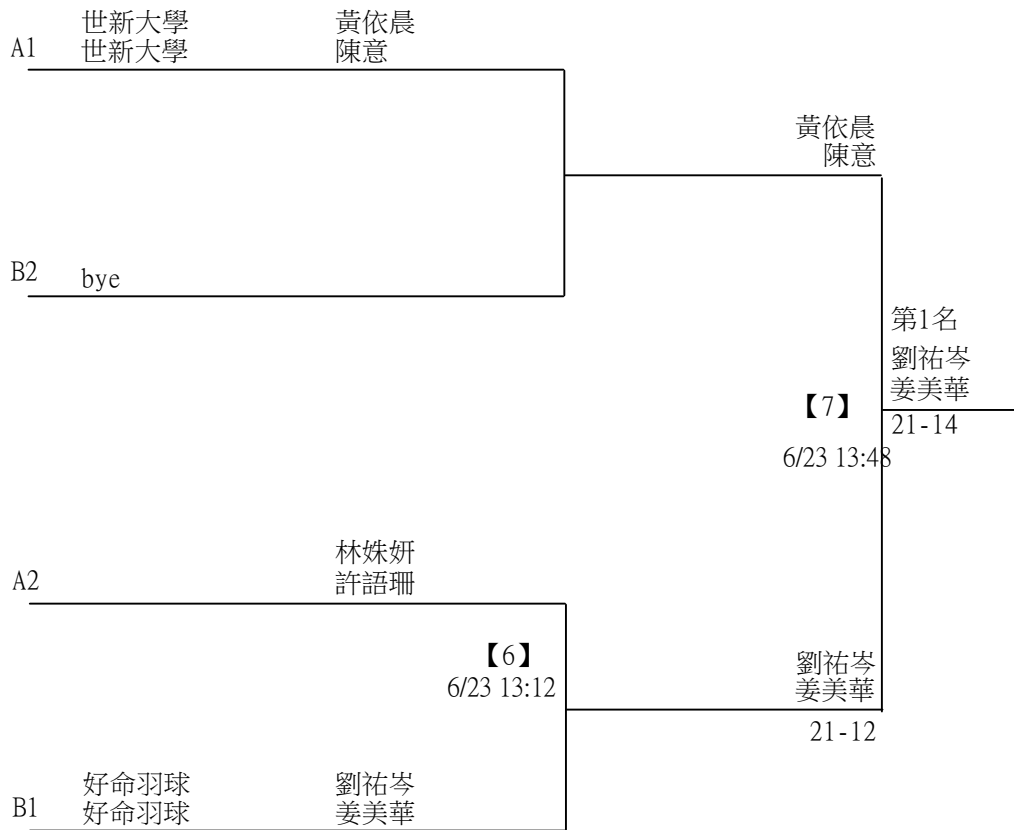 世新大學 黃依晨
A1 世新大學 陳意
黃依晨
陳意
B2 bye
第1名
劉祐岑
姜美華
【7】
21-14
6/23 13:48
林姝妍
A2 許語珊
【6】
6/23 13:12
劉祐岑
姜美華
21-12
好命羽球 劉祐岑
B1 好命羽球 姜美華